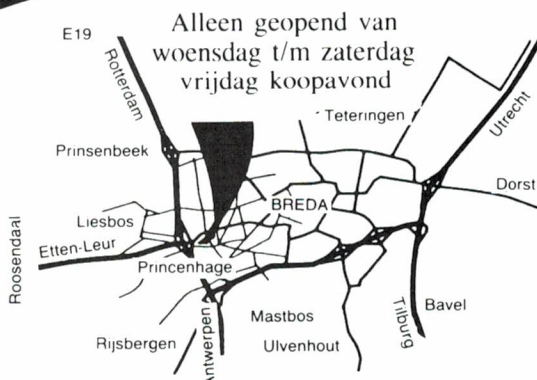 E19
Alleen geopend van
woensdag t/m zaterdag
vrijdag koopavond
Rotterdam
Teteringen
Utrecht
Prinsenbeek
Dorst
BREDA
Liesbos
Etten-Leur
Roosendaal
Princenhage
Mastbos
Bavel
Tilburg
Rijsbergen
Antwerpen
Ulvenhout